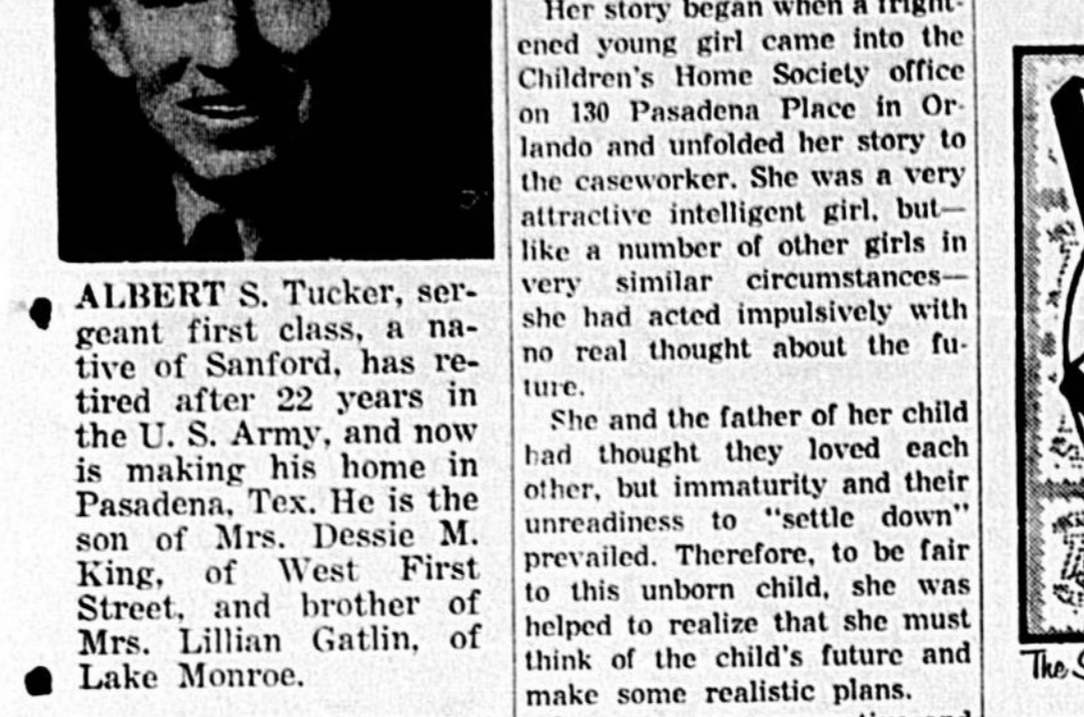 ALBERT S. Tucker, ser-
geant first class, a na-
tive of Sanford, has re-
tired after 22 years in
the U. S. Army, and now
is making his home in
Pasadena, Tex. He is the
son of Mrs. Dessie M.
King, of West First
Street, and brother of
Mrs. Lillian Gatlin, of
Lake Monroe.
Her story began when a fright-
ened young girl came into the
Children's Home Society office
on 130 Pasadena Place in Or-
lando and unfolded her story to
the caseworker. She was a very
attractive intelligent girl, but—
like a number of other girls in
very similar circumstances—
she had acted impulsively with
no real thought about the fu-
ture.
She and the father of her child
had thought they loved each
other, but immaturity and their
unreadiness to "settle down"
prevailed. Therefore, to be fair
to this unborn child, she was
helped to realize that she must
think of the child's future and
make some realistic plans.
and
The